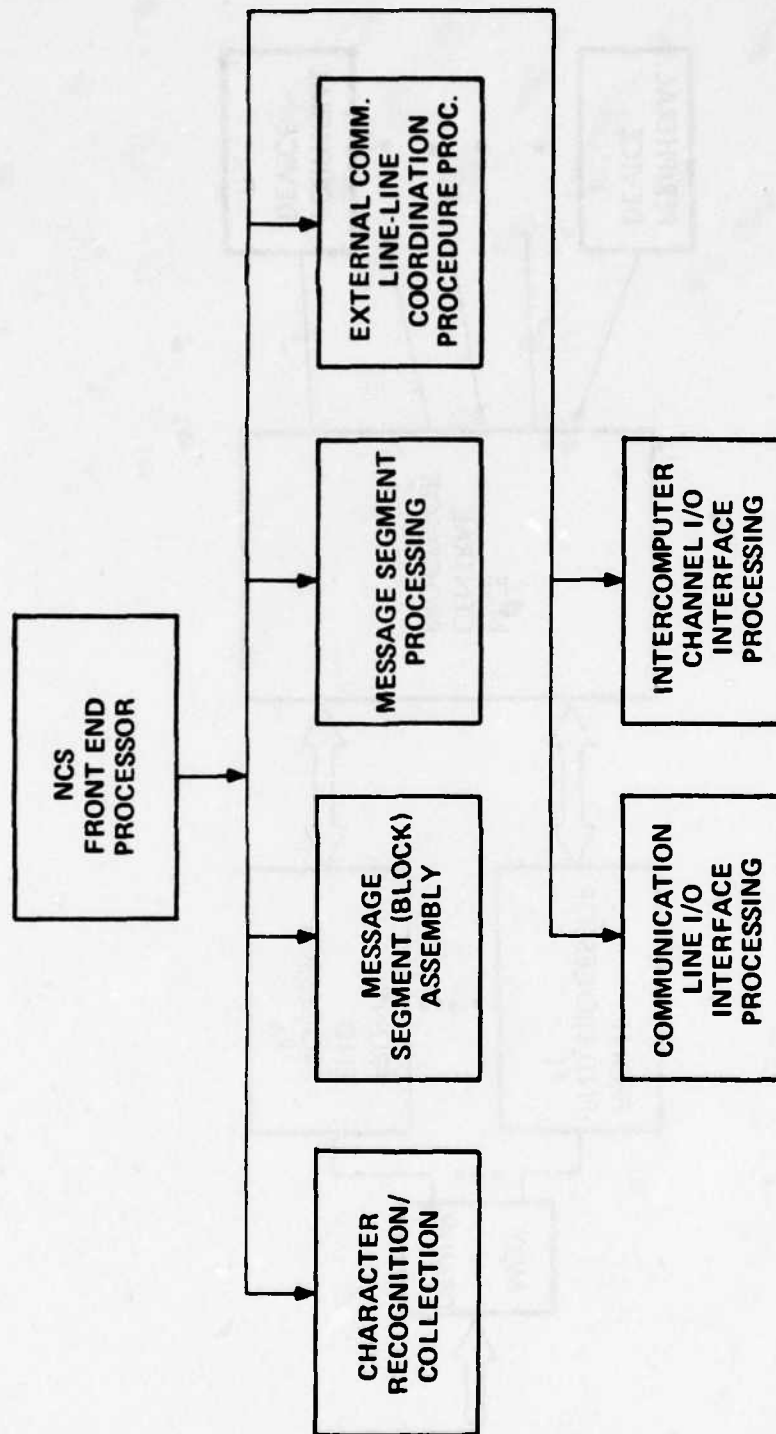 NCS
FRONT END
PROCESSOR
CHARACTER
RECOGNITION/
COLLECTION
MESSAGE
SEGMENT (BLOCK)
ASSEMBLY
MESSAGE SEGMENT
PROCESSING
EXTERNAL COMM.
LINE-LINE
COORDINATION
PROCEDURE PROC.
COMMUNICATION
LINE I/O
INTERFACE
PROCESSING
INTERCOMPUTER
CHANNEL I/O
INTERFACE
PROCESSING